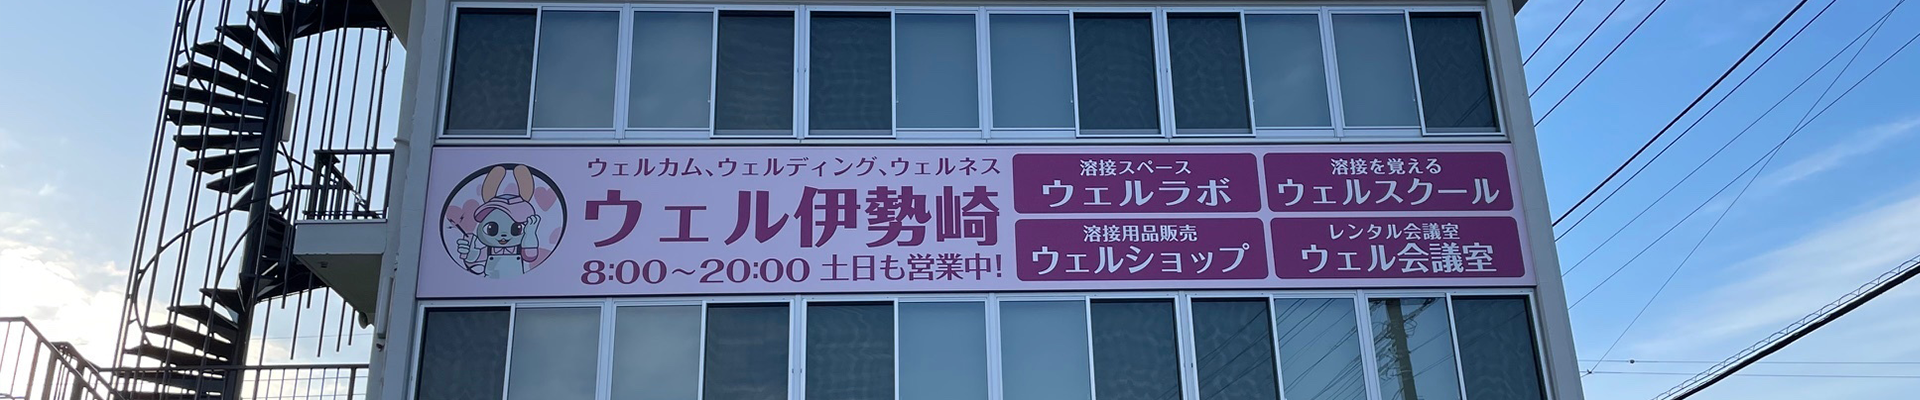 ウェルカム、ウェルディング、ウェルネス
ウェル伊勢崎
8:00～20:00 土日も営業中!
溶接スペース
ウェルラボ
溶接を覚える
ウェルスクール
溶接用品販売
ウェルショップ
レンタル会議室
ウェル会議室